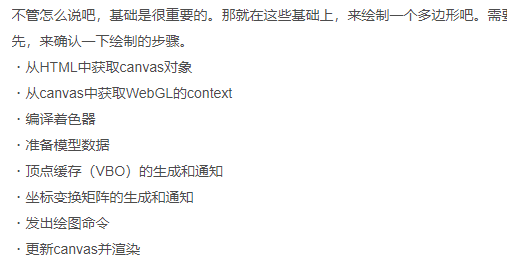 不管怎么说吧，基础是很重要的。那就在这些基础上，来绘制一个多边形吧。需
先，来确认一下绘制的步骤。
・从HTML中获取canvas对象
・从canvas中获取WebGL的context
・编译着色器
・准备模型数据
・顶点缓存（VBO）的生成和通知
・坐标变换矩阵的生成和通知
・发出绘图命令
・更新canvas并渲染